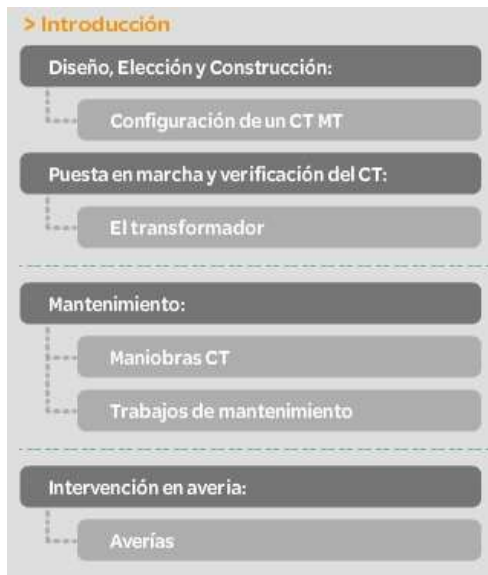 > Introducción
Diseño, Elección y Construcción:
Configuración de un CT MT
Puesta en marcha y verificación del CT:
El transformador
Mantenimiento:
Maniobras CT
Trabajos de mantenimiento
Intervención en averia:
Averías